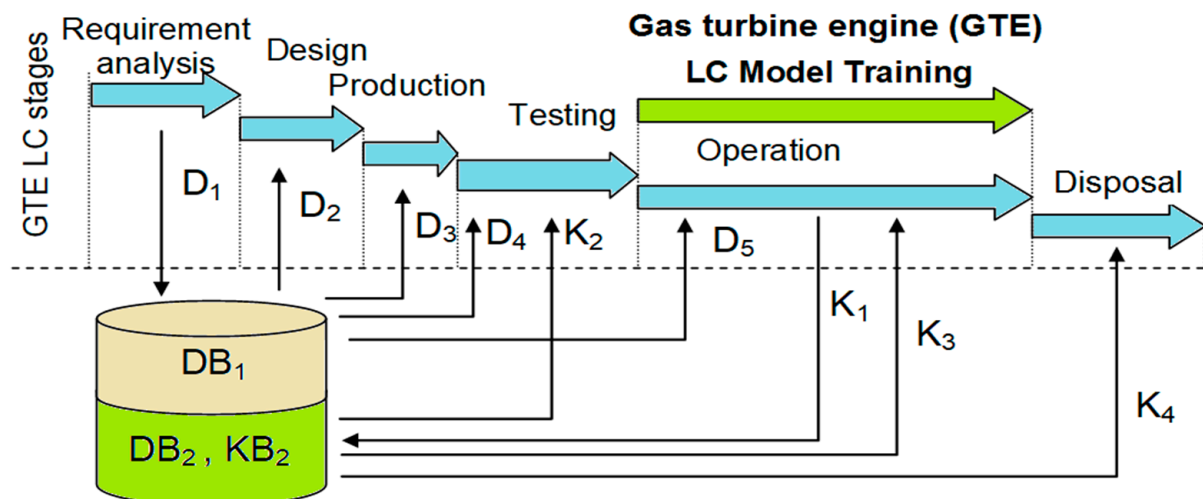 GTE LC stages
Requirement
analysis
Design
Production
Testing
Gas turbine engine (GTE)
LC Model Training
Operation
Disposal
D₁
D₂
D₃
D₄
K₂
D₅
K₁
K₃
K₄
DB₁
DB₂ , KB₂